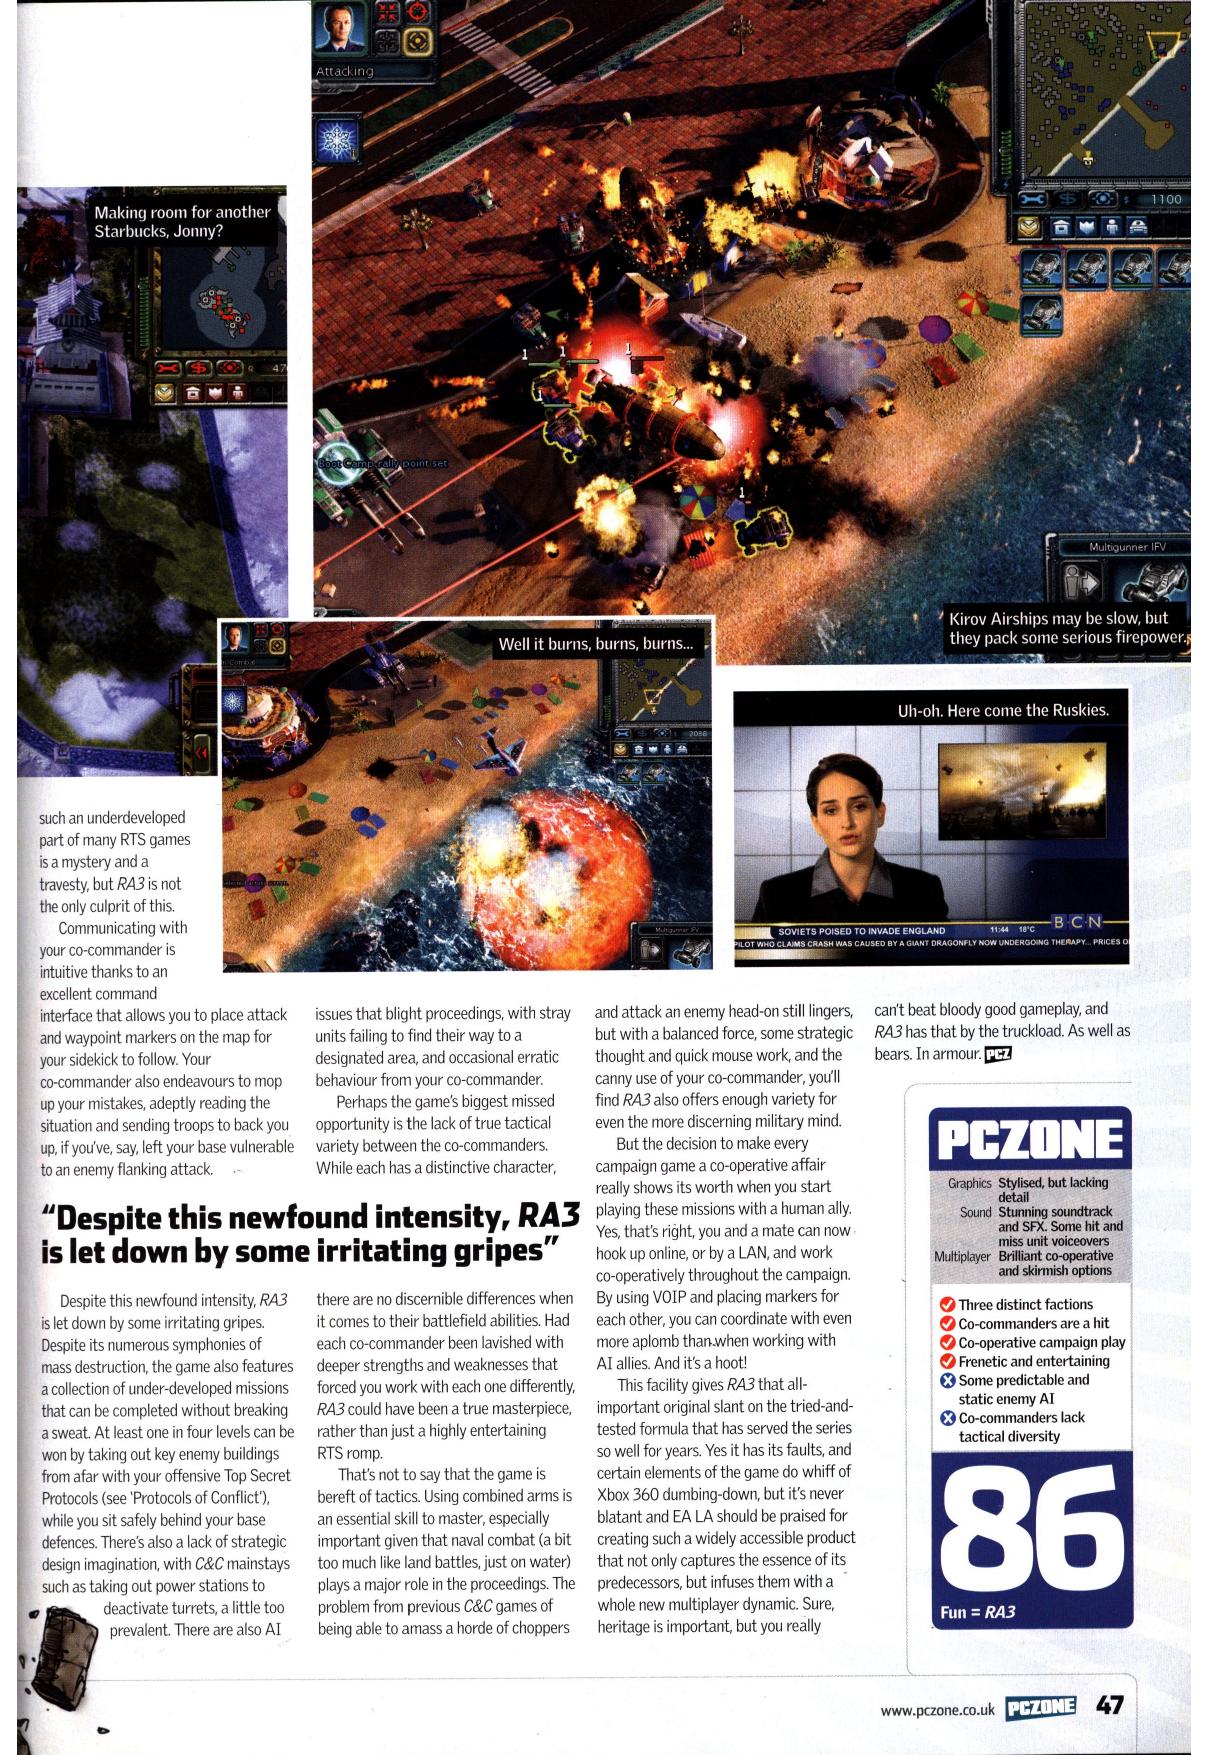 Attacking
1100
Making room for another
Starbucks, Jonny?
47
4
1
1
1
1
1
Boot Camp rally point set
Multigunner IFV
Kirov Airships may be slow, but
they pack some serious firepower.
Well it burns, burns, burns...
Combat
2088
Multigunner IFV
Uh-oh. Here come the Ruskies.
BCN
SOVIETS POISED TO INVADE ENGLAND 11:44 18°C
PILOT WHO CLAIMS CRASH WAS CAUSED BY A GIANT DRAGONFLY NOW UNDERGOING THERAPY... PRICES O
such an underdeveloped
part of many RTS games
is a mystery and a
travesty, but RA3 is not
the only culprit of this.
Communicating with
your co-commander is
intuitive thanks to an
excellent command
interface that allows you to place attack
and waypoint markers on the map for
your sidekick to follow. Your
co-commander also endeavours to mop
up your mistakes, adeptly reading the
situation and sending troops to back you
up, if you've, say, left your base vulnerable
to an enemy flanking attack.
"Despite this newfound intensity, RA3
is let down by some irritating gripes"
Despite this newfound intensity, RA3
is let down by some irritating gripes.
Despite its numerous symphonies of
mass destruction, the game also features
a collection of under-developed missions
that can be completed without breaking
a sweat. At least one in four levels can be
won by taking out key enemy buildings
from afar with your offensive Top Secret
Protocols (see 'Protocols of Conflict'),
while you sit safely behind your base
defences. There's also a lack of strategic
design imagination, with C&C mainstays
such as taking out power stations to
deactivate turrets, a little too
prevalent. There are also AI
issues that blight proceedings, with stray
units failing to find their way to a
designated area, and occasional erratic
behaviour from your co-commander.
Perhaps the game's biggest missed
opportunity is the lack of true tactical
variety between the co-commanders.
While each has a distinctive character,
there are no discernible differences when
it comes to their battlefield abilities. Had
each co-commander been lavished with
deeper strengths and weaknesses that
forced you work with each one differently,
RA3 could have been a true masterpiece,
rather than just a highly entertaining
RTS romp.
That's not to say that the game is
bereft of tactics. Using combined arms is
an essential skill to master, especially
important given that naval combat (a bit
too much like land battles, just on water)
plays a major role in the proceedings. The
problem from previous C&C games of
being able to amass a horde of choppers
and attack an enemy head-on still lingers,
but with a balanced force, some strategic
thought and quick mouse work, and the
canny use of your co-commander, you'll
find RA3 also offers enough variety for
even the more discerning military mind.
But the decision to make every
campaign game a co-operative affair
really shows its worth when you start
playing these missions with a human ally.
Yes, that's right, you and a mate can now
hook up online, or by a LAN, and work
co-operatively throughout the campaign.
By using VOIP and placing markers for
each other, you can coordinate with even
more aplomb than when working with
AI allies. And it's a hoot!
This facility gives RA3 that all-
important original slant on the tried-and-
tested formula that has served the series
so well for years. Yes it has its faults, and
certain elements of the game do whiff of
Xbox 360 dumbing-down, but it's never
blatant and EA LA should be praised for
creating such a widely accessible product
that not only captures the essence of its
predecessors, but infuses them with a
whole new multiplayer dynamic. Sure,
heritage is important, but you really
can't beat bloody good gameplay, and
RA3 has that by the truckload. As well as
bears. In armour. PCZ
PCZONE
Graphics Stylised, but lacking
detail
Sound Stunning soundtrack
and SFX. Some hit and
miss unit voiceovers
Multiplayer Brilliant co-operative
and skirmish options
Three distinct factions
Co-commanders are a hit
Co-operative campaign play
Frenetic and entertaining
Some predictable and
static enemy AI
Co-commanders lack
tactical diversity
86
Fun = RA3
www.pczone.co.uk PCZONE 47